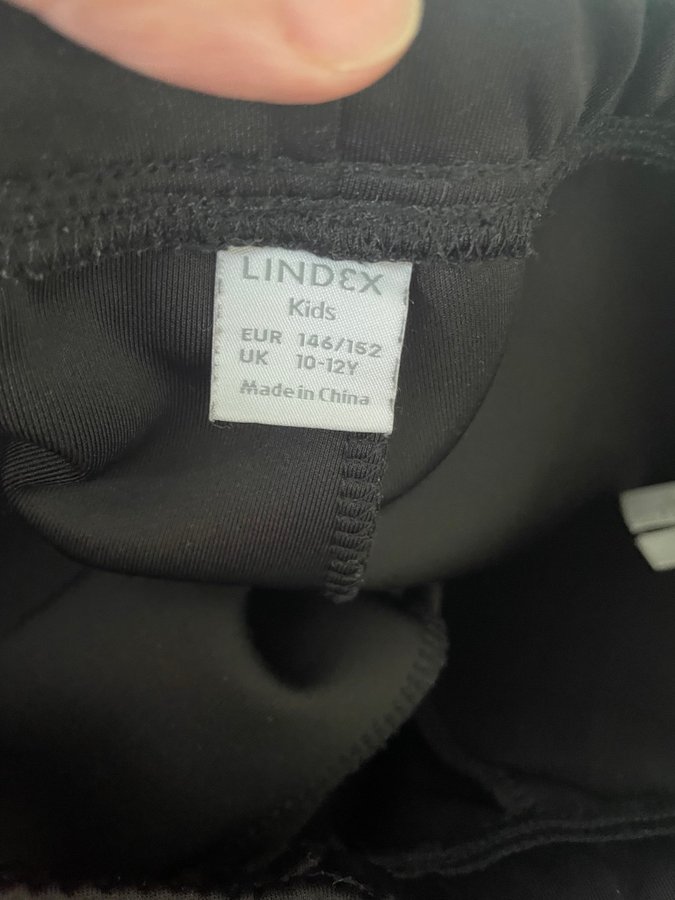 LINDEX
Kids
EUR 146/152
UK 10-12Y
Made in China